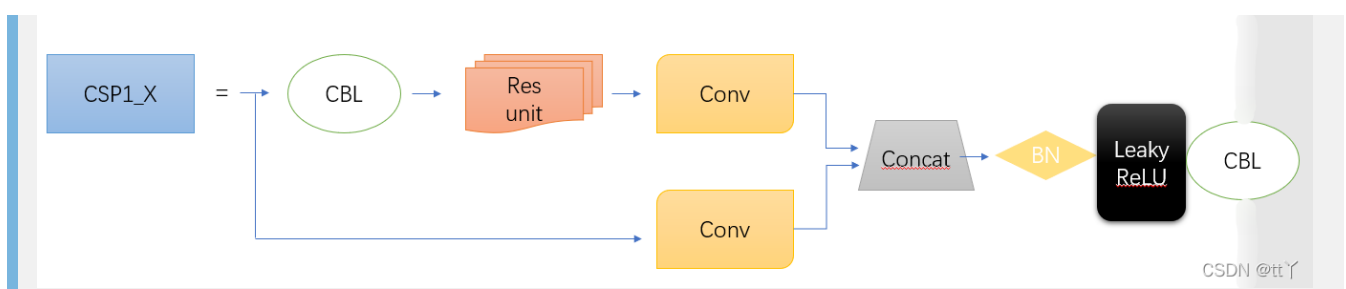 CSP1_X
=
CBL
Res
unit
Conv
Conv
Concat
BN
Leaky
ReLU
CBL
CSDN @tt丫